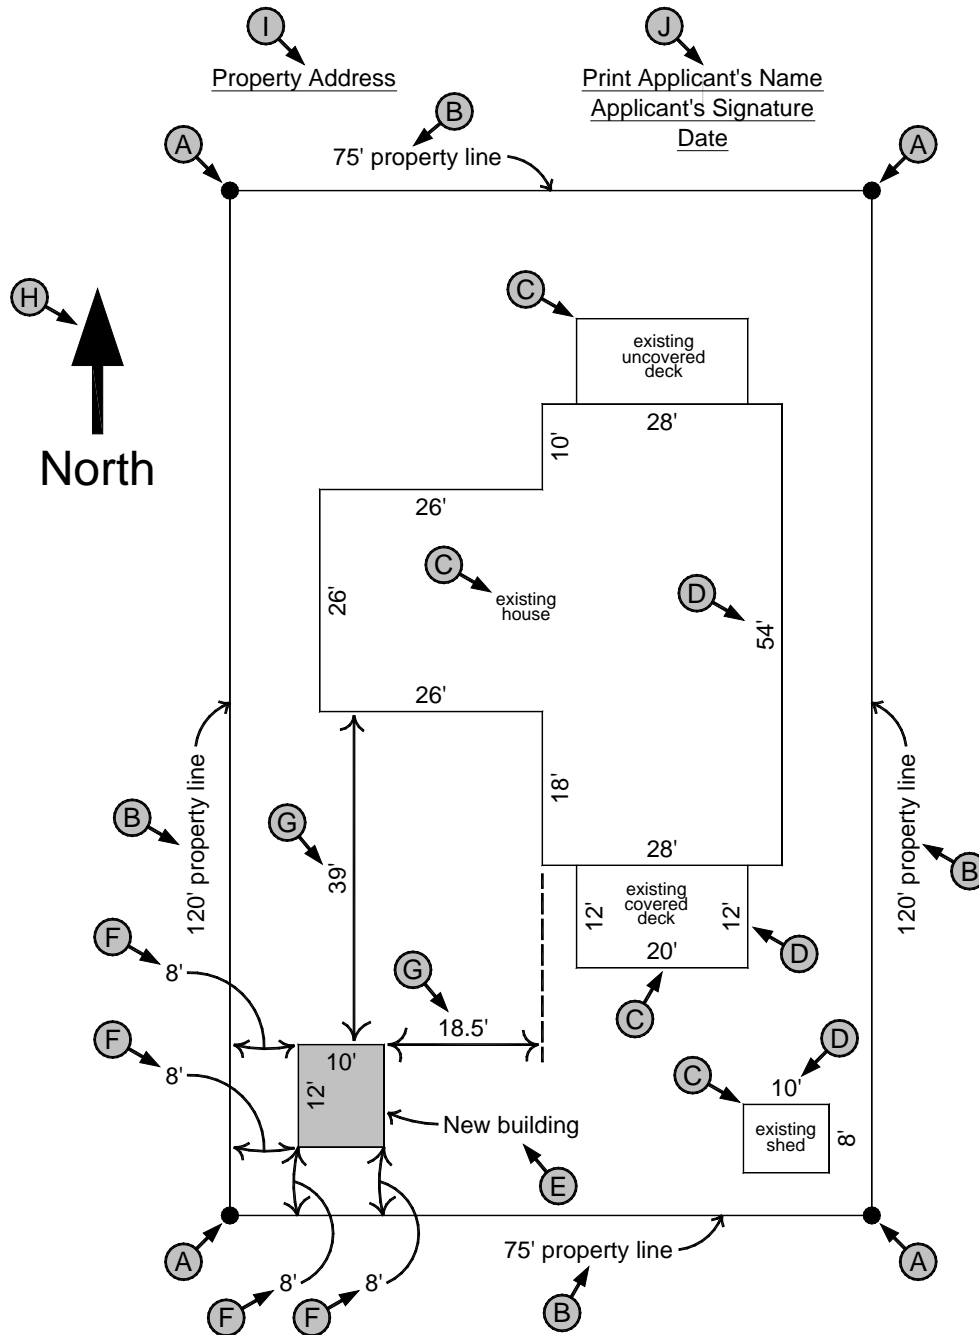 I
J
Property Address
Print Applicant's Name
Applicant's Signature
Date
B
A
75' property line
A
H
North
C
existing
uncovered
deck
28'
10'
26'
C
existing
house
26'
D
54'
26'
18'
28'
B
120' property line
G
39'
120' property line
B
existing
covered
deck
12'
12'
20'
D
C
F
8'
G
18.5'
F
8'
10'
12'
New building
E
C
D
10'
existing
shed
8'
A
F
8'
F
8'
75' property line
B
A